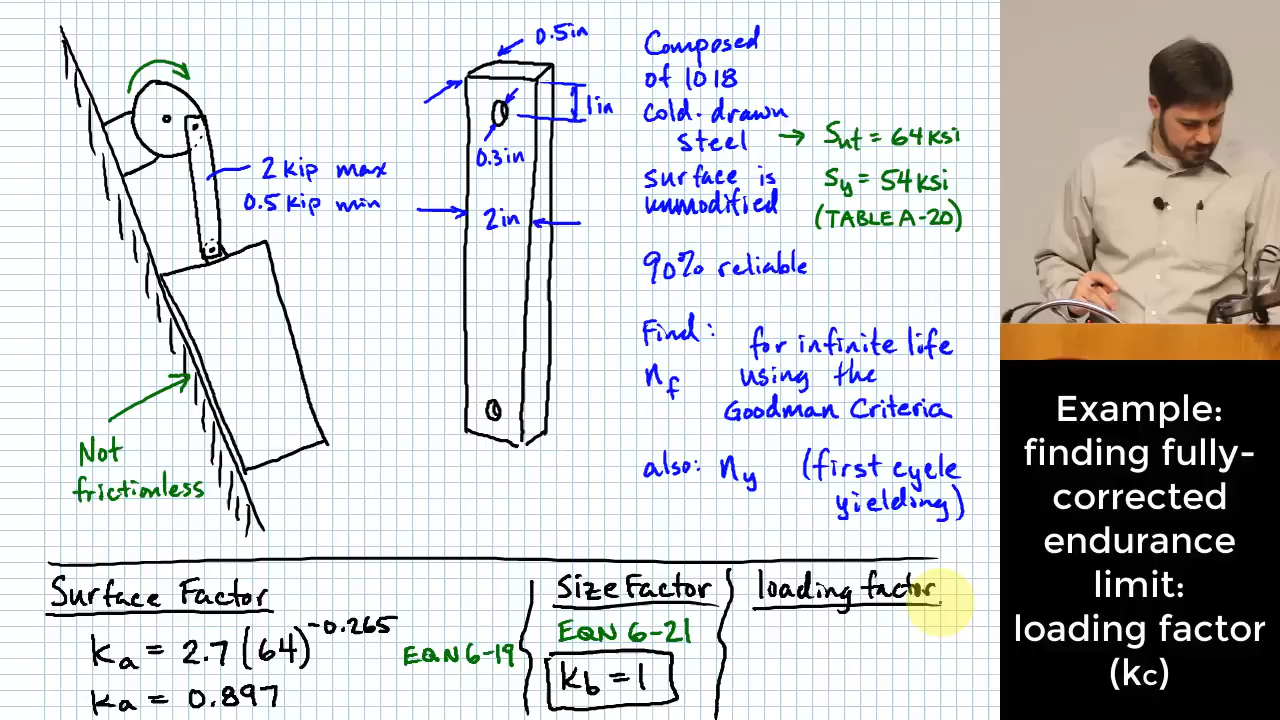 2 kip max
0.5 kip min
Not
frictionless
0.5in
1in
0.3in
2in
Composed
of 1018
cold-drawn
steel → Sut = 64 ksi
Sy = 54 ksi
(TABLE A-20)
surface is
unmodified
90% reliable
Find:
nf
for infinite life
using the
Goodman Criteria
also: ny (first cycle
yielding)
Surface Factor
ka = 2.7 (64)^-0.265
EQN 6-19
ka = 0.897
Size Factor
EQN 6-21
kb = 1
loading factor
Example:
finding fully-
corrected
endurance
limit:
loading factor
(kc)